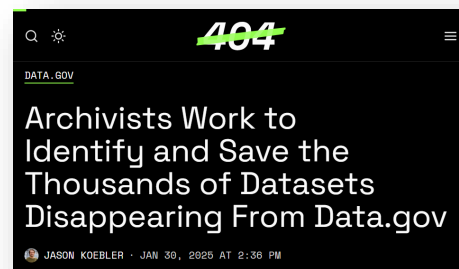 404
DATA.GOV
Archivists Work to
Identify and Save the
Thousands of Datasets
Disappearing From Data.gov
JASON KOEBLER · JAN 30, 2025 AT 2:36 PM